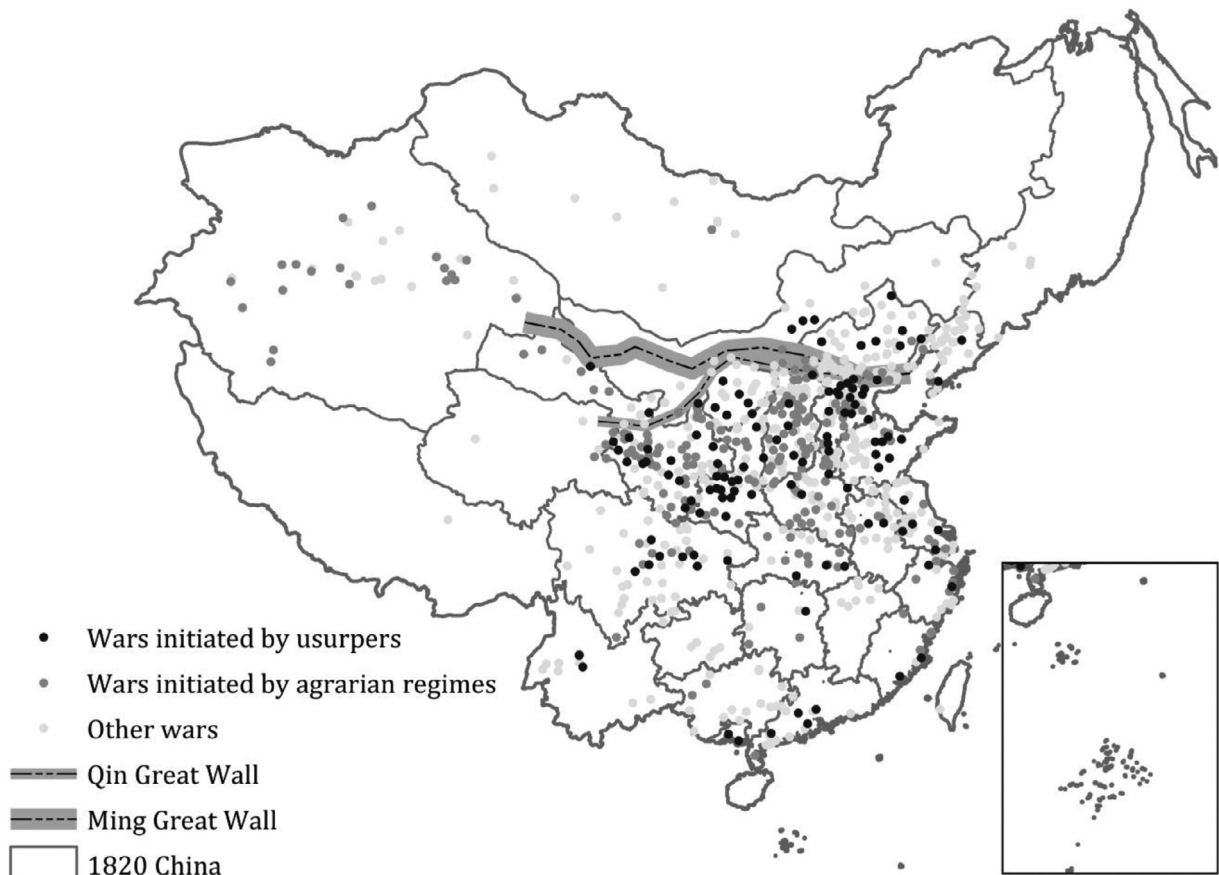 Wars initiated by usurpers
Wars initiated by agrarian regimes
Other wars
Qin Great Wall
Ming Great Wall
1820 China